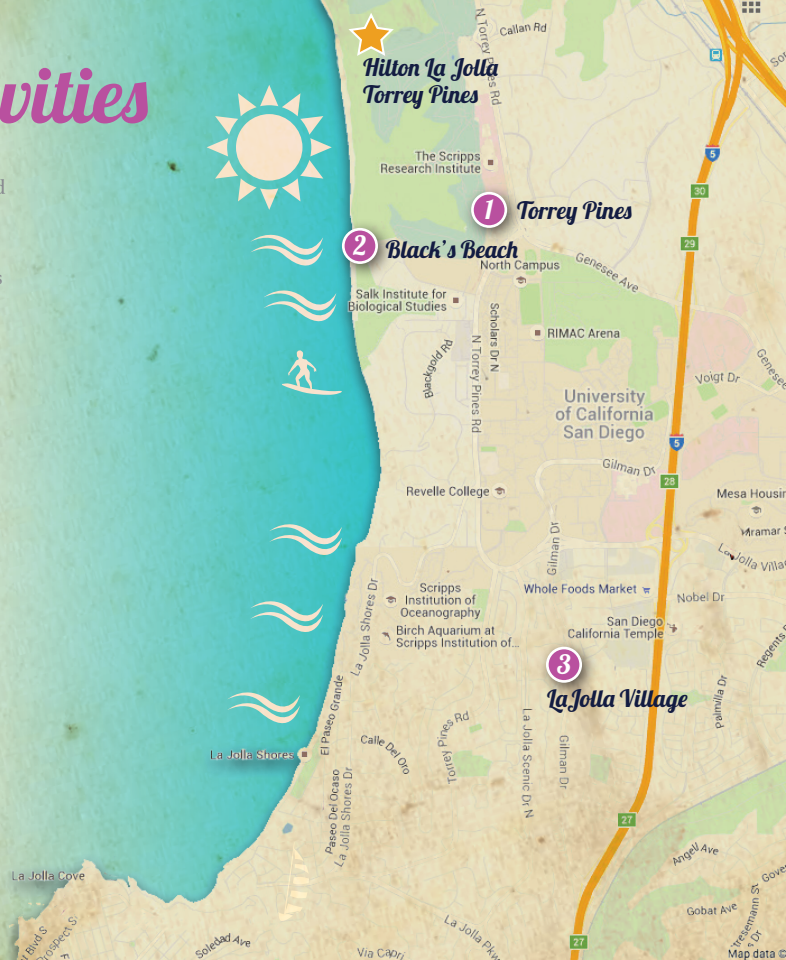 vities
Hilton La Jolla
Torrey Pines
N Torrey Pines Rd
Callan Rd
The Scripps
Research Institute
5
30
29
1
Torrey Pines
2
Black's Beach
North Campus
Genesee Ave
Salk Institute for
Biological Studies
Scholars Dr N
RIMAC Arena
Blackgold Rd
N Torrey Pines Rd
Voigt Dr
Genesee
University
of California
San Diego
5
Gilman Dr
28
Revelle College
Mesa Housin
Miramar S
La Jolla Villa
Gilman Dr
Scripps
Institution of
Oceanography
Whole Foods Market
Nobel Dr
La Jolla Shores Dr
Birch Aquarium at
Scripps Institution of...
San Diego
California Temple
Regents
3
LaJolla Village
El Paseo Grande
Palmilla Dr
Calle Del Oro
Torrey Pines Rd
La Jolla Scenic Dr N
Gilman Dr
La Jolla Shores
Paseo Del Ocaso
La Jolla Shores Dr
27
Angell Ave
La Jolla Cove
Gobat Ave
Soledad Ave
La Jolla Pkw
Via Capri
27
Map data ©